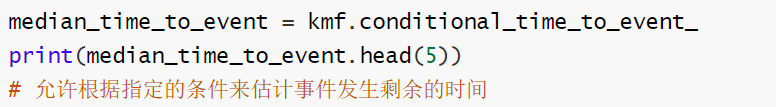 median_time_to_event = kmf.conditional_time_to_event_
print(median_time_to_event.head(5))
# 允许根据指定的条件来估计事件发生剩余的时间